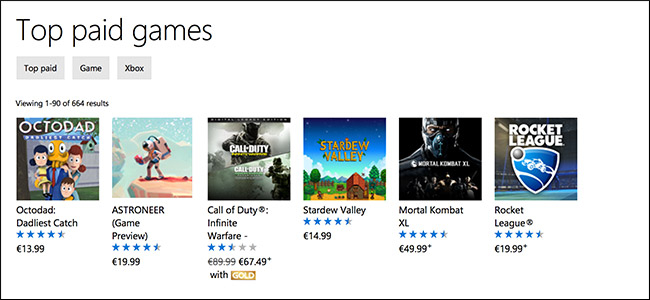 Top paid games
Top paid
Game
Xbox
Viewing 1-90 of 664 results
OCTODAD
DADLIEST CATCH
DIGITAL LEGACY EDITION
CALL OF DUTY
INFINITE WARFARE
CALL OF DUTY
STARDEW
VALLEY
MORTAL KOMBAT XL
ROCKET
LEAGUE
Octodad:
Dadliest Catch
€13.99
ASTRONEER
(Game
Preview)
€19.99
Call of Duty®:
Infinite
Warfare -
€89.99 €67.49+
with GOLD
Stardew Valley
€14.99
Mortal Kombat
XL
€49.99+
Rocket
League®
€19.99+